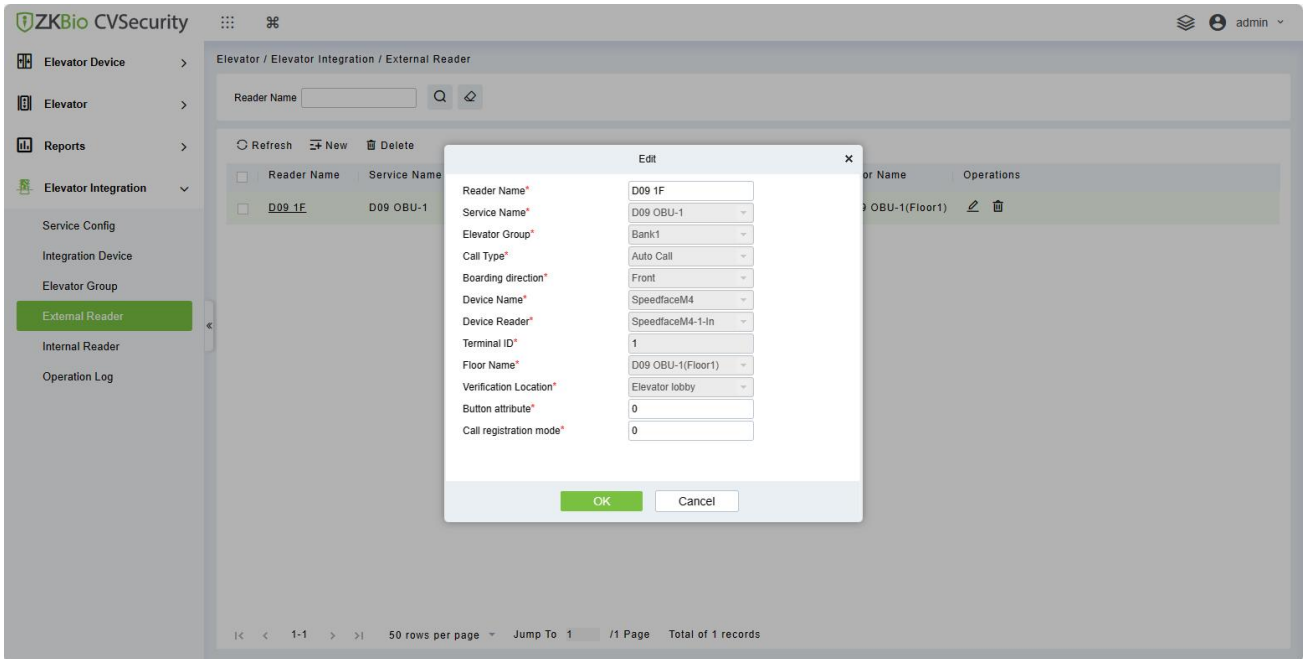 ZKBio CVSecurity
admin
Elevator Device
Elevator
Reports
Elevator Integration
Service Config
Integration Device
Elevator Group
External Reader
Internal Reader
Operation Log
Elevator / Elevator Integration / External Reader
Reader Name
Refresh New Delete
Reader Name Service Name or Name Operations
D09 1F D09 OBU-1 OBU-1(Floor1)
Edit
Reader Name* D09 1F
Service Name* D09 OBU-1
Elevator Group* Bank1
Call Type* Auto Call
Boarding direction* Front
Device Name* SpeedfaceM4
Device Reader* SpeedfaceM4-1-In
Terminal ID* 1
Floor Name* D09 OBU-1(Floor1)
Verification Location* Elevator lobby
Button attribute* 0
Call registration mode* 0
OK Cancel
1-1 50 rows per page Jump To 1 /1 Page Total of 1 records